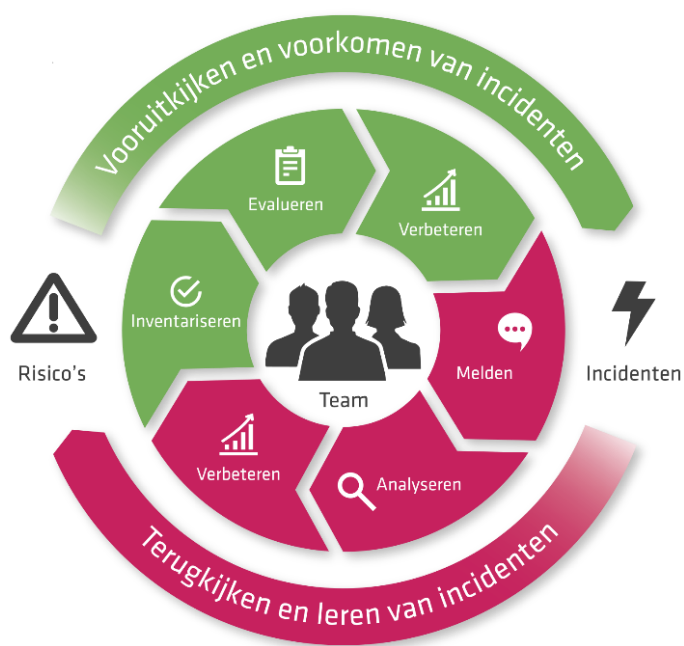 Vooruitkijken en voorkomen van incidenten
Evalueren
Verbeteren
Inventariseren
Risico's
Melden
Incidenten
Team
Verbeteren
Analyseren
Terugkijken en leren van incidenten